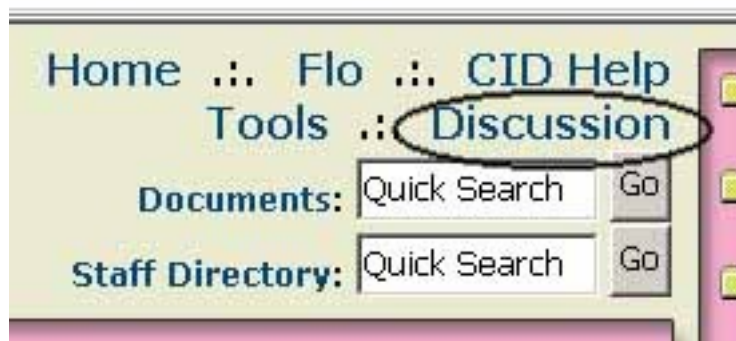 Home .:. Flo .:. CID Help
Tools .:. Discussion
Documents: Quick Search Go
Staff Directory: Quick Search Go